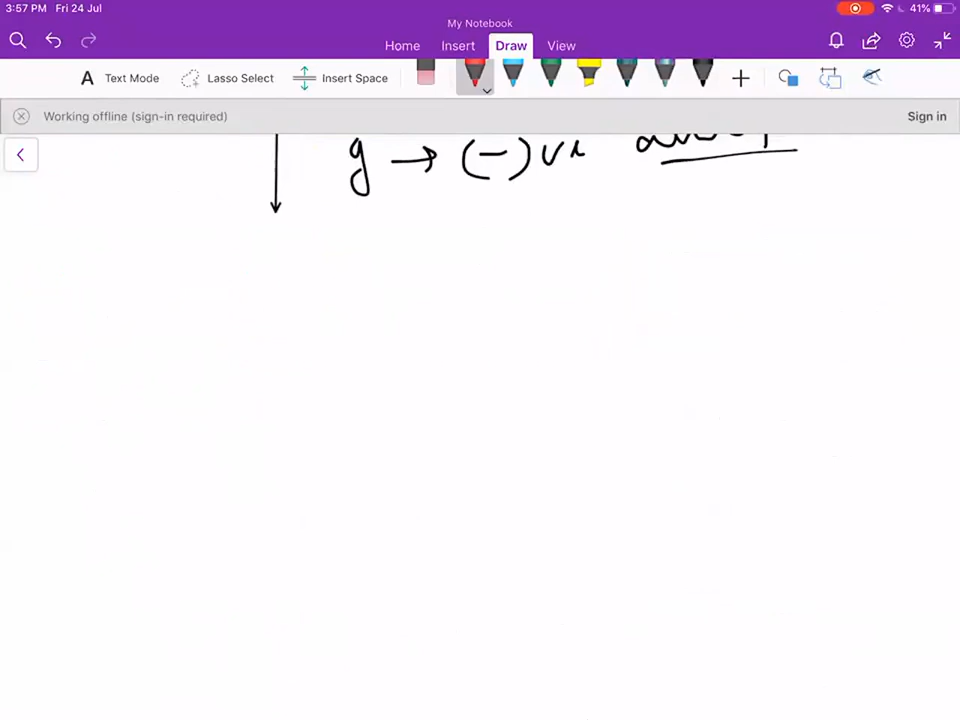 3:57 PM Fri 24 Jul 41%
My Notebook
Home Insert Draw View
A Text Mode Lasso Select Insert Space
Working offline (sign-in required) Sign in
g → (-) ve